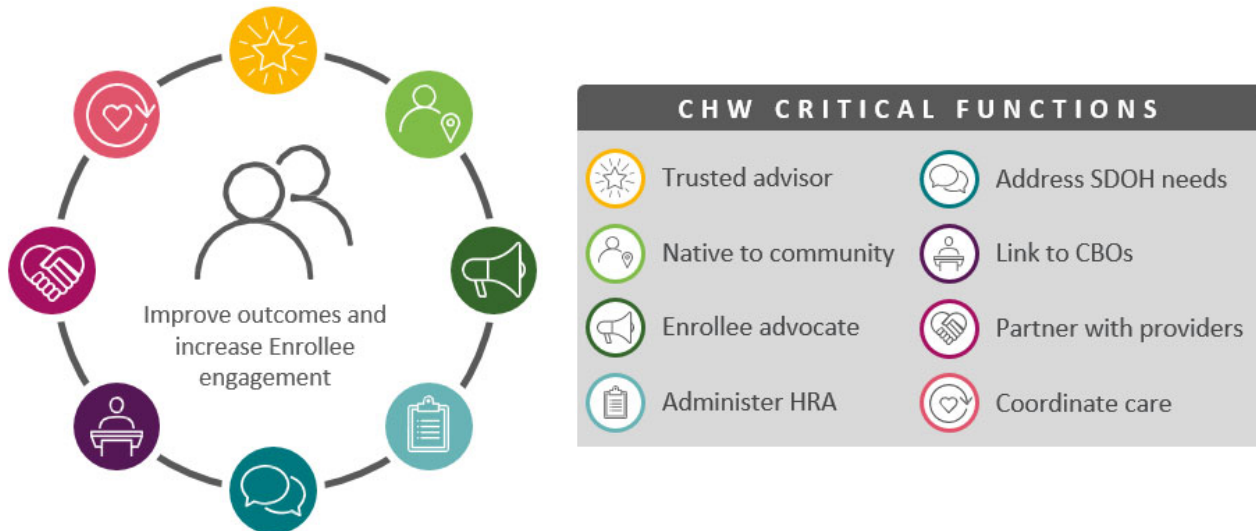 Improve outcomes and
increase Enrollee
engagement
CHW CRITICAL FUNCTIONS
Trusted advisor
Native to community
Enrollee advocate
Administer HRA
Address SDOH needs
Link to CBOs
Partner with providers
Coordinate care